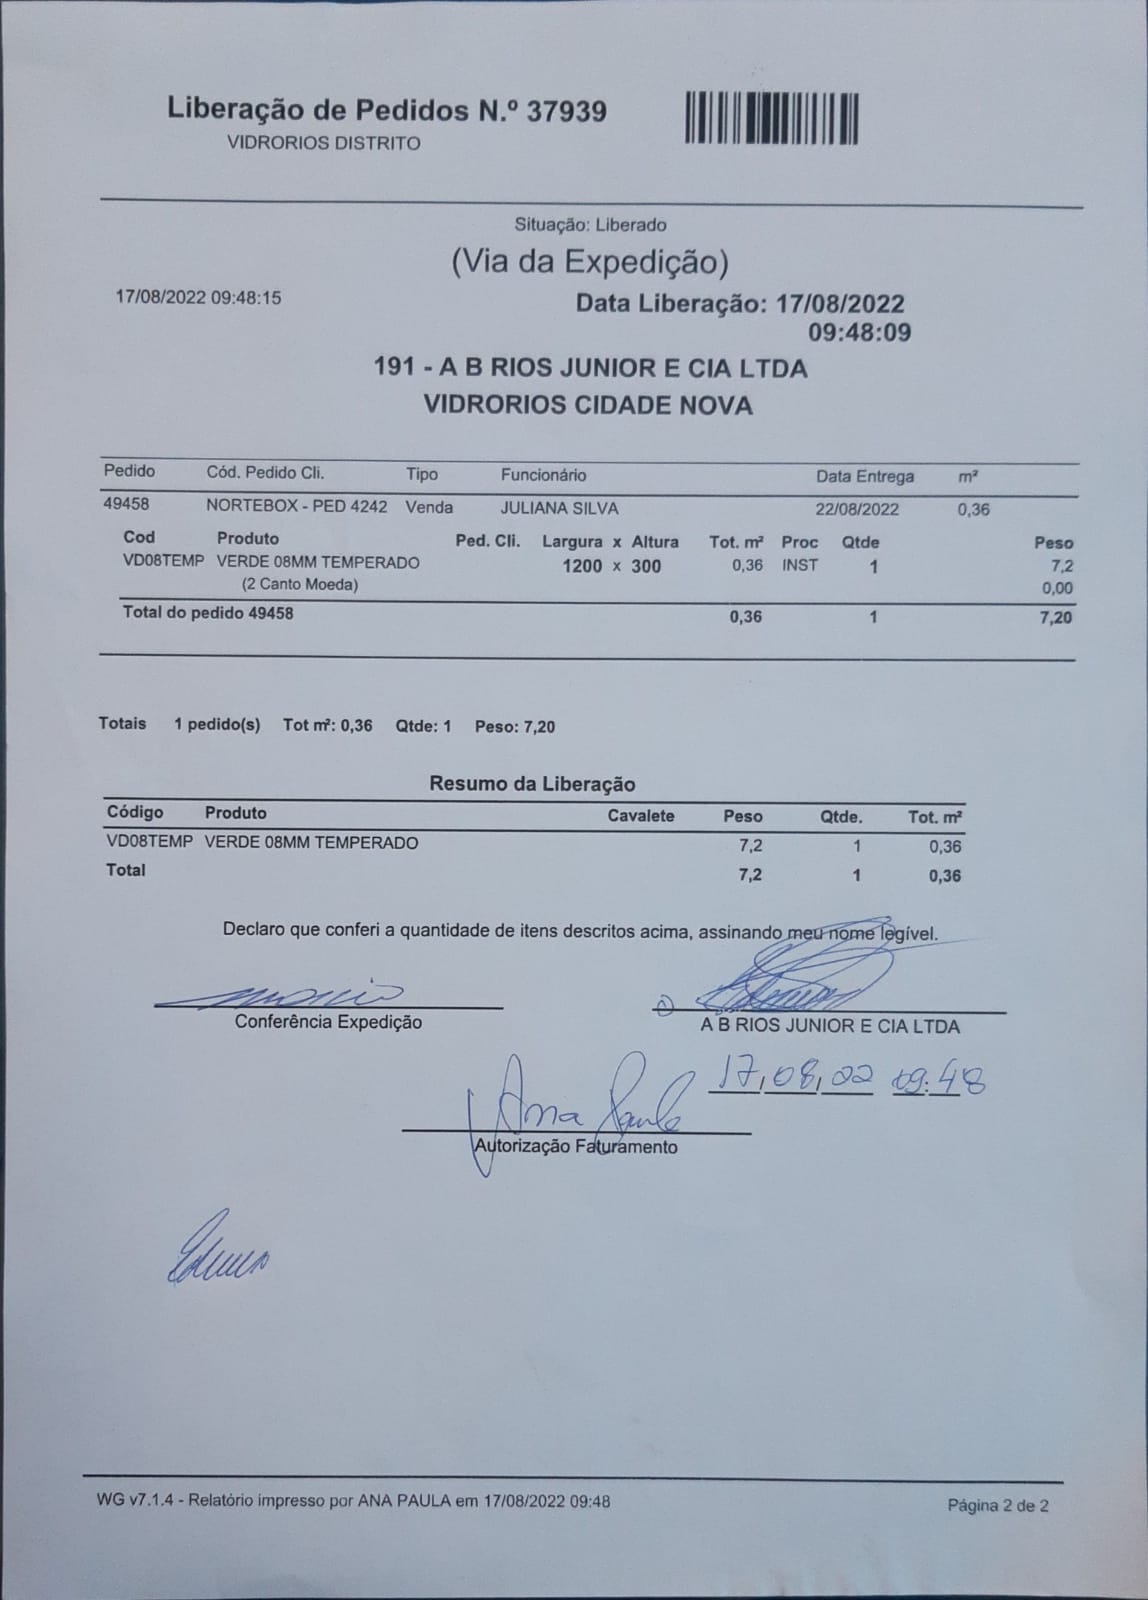 Liberação de Pedidos N.º 37939
VIDRORIOS DISTRITO
Situação: Liberado
(Via da Expedição)
17/08/2022 09:48:15
Data Liberação: 17/08/2022
09:48:09
191 - A B RIOS JUNIOR E CIA LTDA
VIDRORIOS CIDADE NOVA
Pedido Cód. Pedido Cli. Tipo Funcionário Data Entrega m²
49458 NORTEBOX - PED 4242 Venda JULIANA SILVA 22/08/2022 0,36
Cod Produto Ped. Cli. Largura x Altura Tot. m² Proc Qtde Peso
VD08TEMP VERDE 08MM TEMPERADO 1200 x 300 0,36 INST 1 7,2
(2 Canto Moeda) 0,00
Total do pedido 49458 0,36 1 7,20
Totais 1 pedido(s) Tot m²: 0,36 Qtde: 1 Peso: 7,20
Resumo da Liberação
Código Produto Cavalete Peso Qtde. Tot. m²
VD08TEMP VERDE 08MM TEMPERADO 7,2 1 0,36
Total 7,2 1 0,36
Declaro que conferi a quantidade de itens descritos acima, assinando meu nome legível.
Conferência Expedição
A B RIOS JUNIOR E CIA LTDA
17,08,22 09:48
Ana Paula
Autorização Faturamento
WG v7.1.4 - Relatório impresso por ANA PAULA em 17/08/2022 09:48
Página 2 de 2